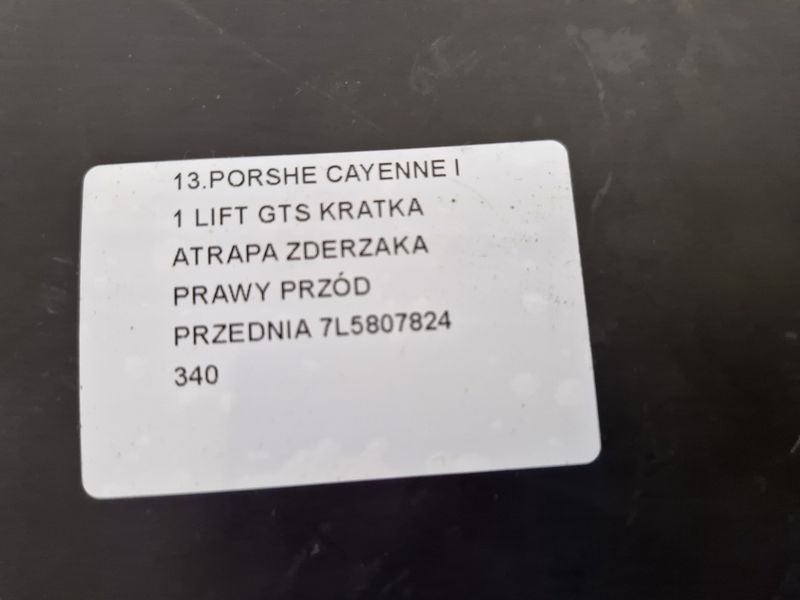 13.PORSHE CAYENNE I
1 LIFT GTS KRATKA
ATRAPA ZDERZAKA
PRAWY PRZÓD
PRZEDNIA 7L5807824
340